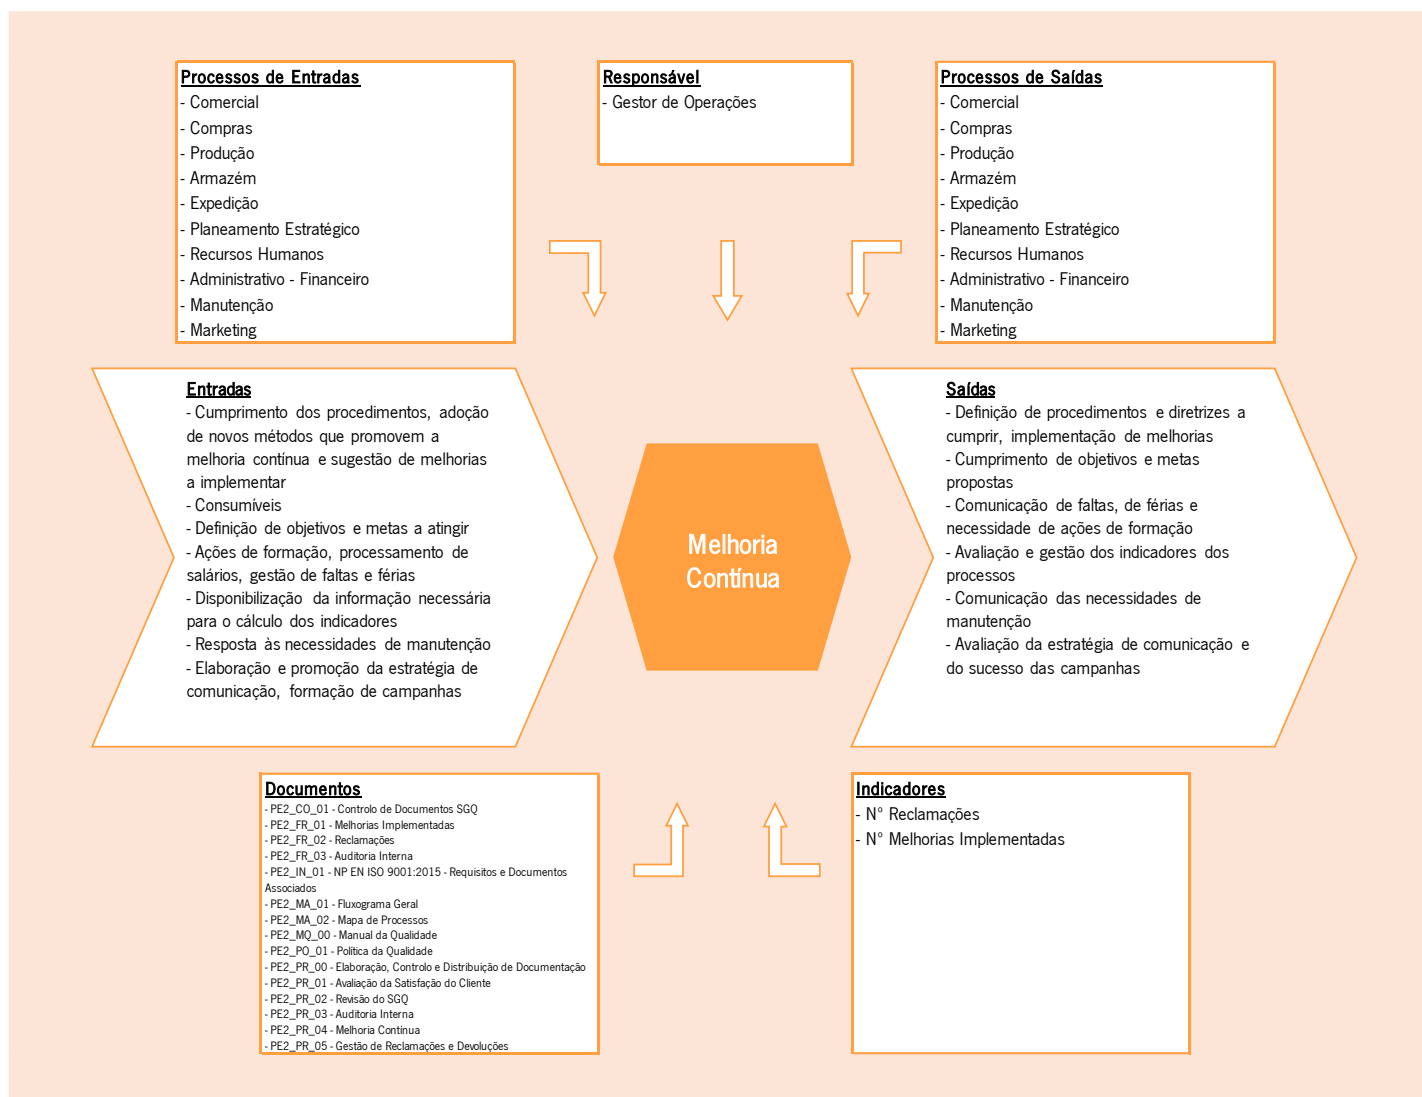 Processos de Entradas
- Comercial
- Compras
- Produção
- Armazém
- Expedição
- Planeamento Estratégico
- Recursos Humanos
- Administrativo - Financeiro
- Manutenção
- Marketing
Responsável
- Gestor de Operações
Processos de Saídas
- Comercial
- Compras
- Produção
- Armazém
- Expedição
- Planeamento Estratégico
- Recursos Humanos
- Administrativo - Financeiro
- Manutenção
- Marketing
Entradas
- Cumprimento dos procedimentos, adoção
de novos métodos que promovem a
melhoria contínua e sugestão de melhorias
a implementar
- Consumíveis
- Definição de objetivos e metas a atingir
- Ações de formação, processamento de
salários, gestão de faltas e férias
- Disponibilização da informação necessária
para o cálculo dos indicadores
- Resposta às necessidades de manutenção
- Elaboração e promoção da estratégia de
comunicação, formação de campanhas
Melhoria
Contínua
Saídas
- Definição de procedimentos e diretrizes a
cumprir, implementação de melhorias
- Cumprimento de objetivos e metas
propostas
- Comunicação de faltas, de férias e
necessidade de ações de formação
- Avaliação e gestão dos indicadores dos
processos
- Comunicação das necessidades de
manutenção
- Avaliação da estratégia de comunicação e
do sucesso das campanhas
Documentos
- PE2_CO_01 - Controlo de Documentos SGQ
- PE2_FR_01 - Melhorias Implementadas
- PE2_FR_02 - Reclamações
- PE2_FR_03 - Auditoria Interna
- PE2_IN_01 - NP EN ISO 9001:2015 - Requisitos e Documentos
Associados
- PE2_MA_01 - Fluxograma Geral
- PE2_MA_02 - Mapa de Processos
- PE2_MQ_00 - Manual da Qualidade
- PE2_PO_01 - Política da Qualidade
- PE2_PR_00 - Elaboração, Controlo e Distribuição de Documentação
- PE2_PR_01 - Avaliação da Satisfação do Cliente
- PE2_PR_02 - Revisão do SGQ
- PE2_PR_03 - Auditoria Interna
- PE2_PR_04 - Melhoria Contínua
- PE2_PR_05 - Gestão de Reclamações e Devoluções
Indicadores
- N° Reclamações
- N° Melhorias Implementadas